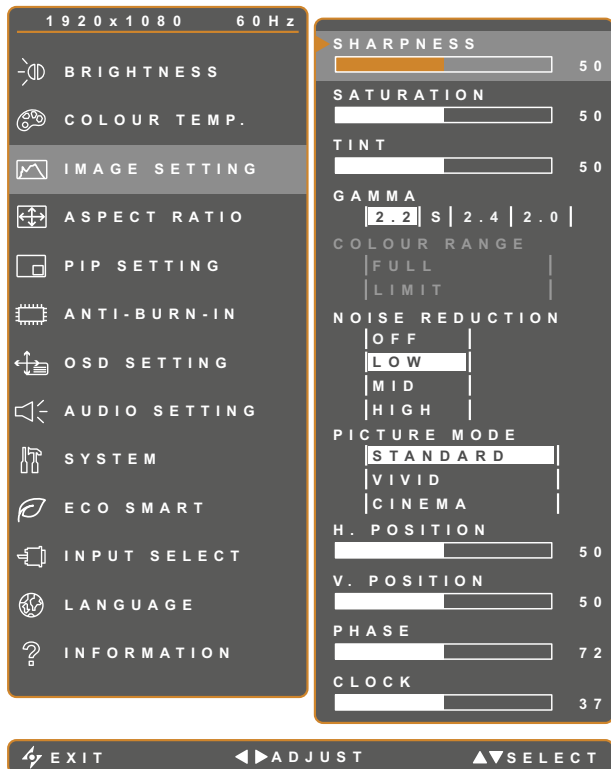 1920x1080 60Hz
BRIGHTNESS
COLOUR TEMP.
IMAGE SETTING
ASPECT RATIO
PIP SETTING
ANTI-BURN-IN
OSD SETTING
AUDIO SETTING
SYSTEM
ECO SMART
INPUT SELECT
LANGUAGE
INFORMATION
SHARPNESS
50
SATURATION
50
TINT
50
GAMMA
2.2 S 2.4 2.0
COLOUR RANGE
FULL
LIMIT
NOISE REDUCTION
OFF
LOW
MID
HIGH
PICTURE MODE
STANDARD
VIVID
CINEMA
H. POSITION
50
V. POSITION
50
PHASE
72
CLOCK
37
EXIT ADJUST SELECT